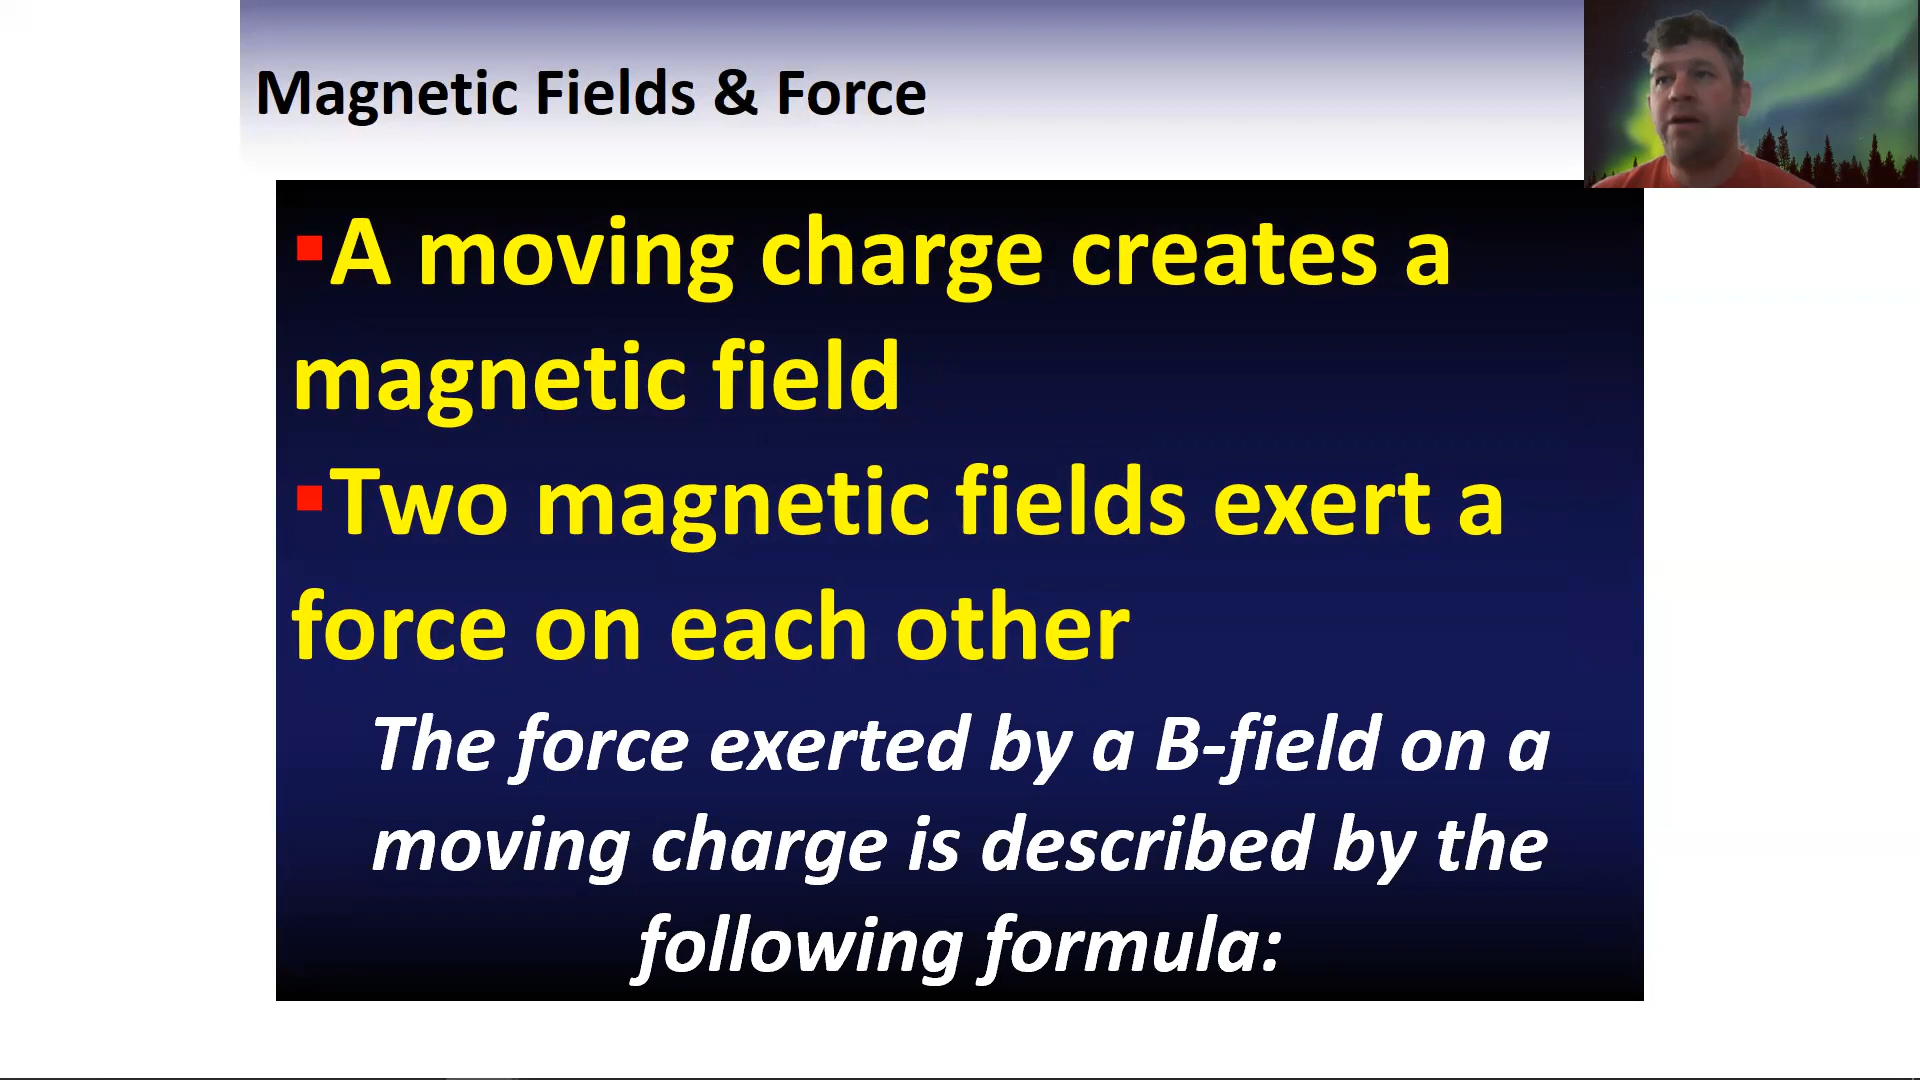 Magnetic Fields & Force
▪A moving charge creates a
magnetic field
▪Two magnetic fields exert a
force on each other
The force exerted by a B-field on a
moving charge is described by the
following formula: